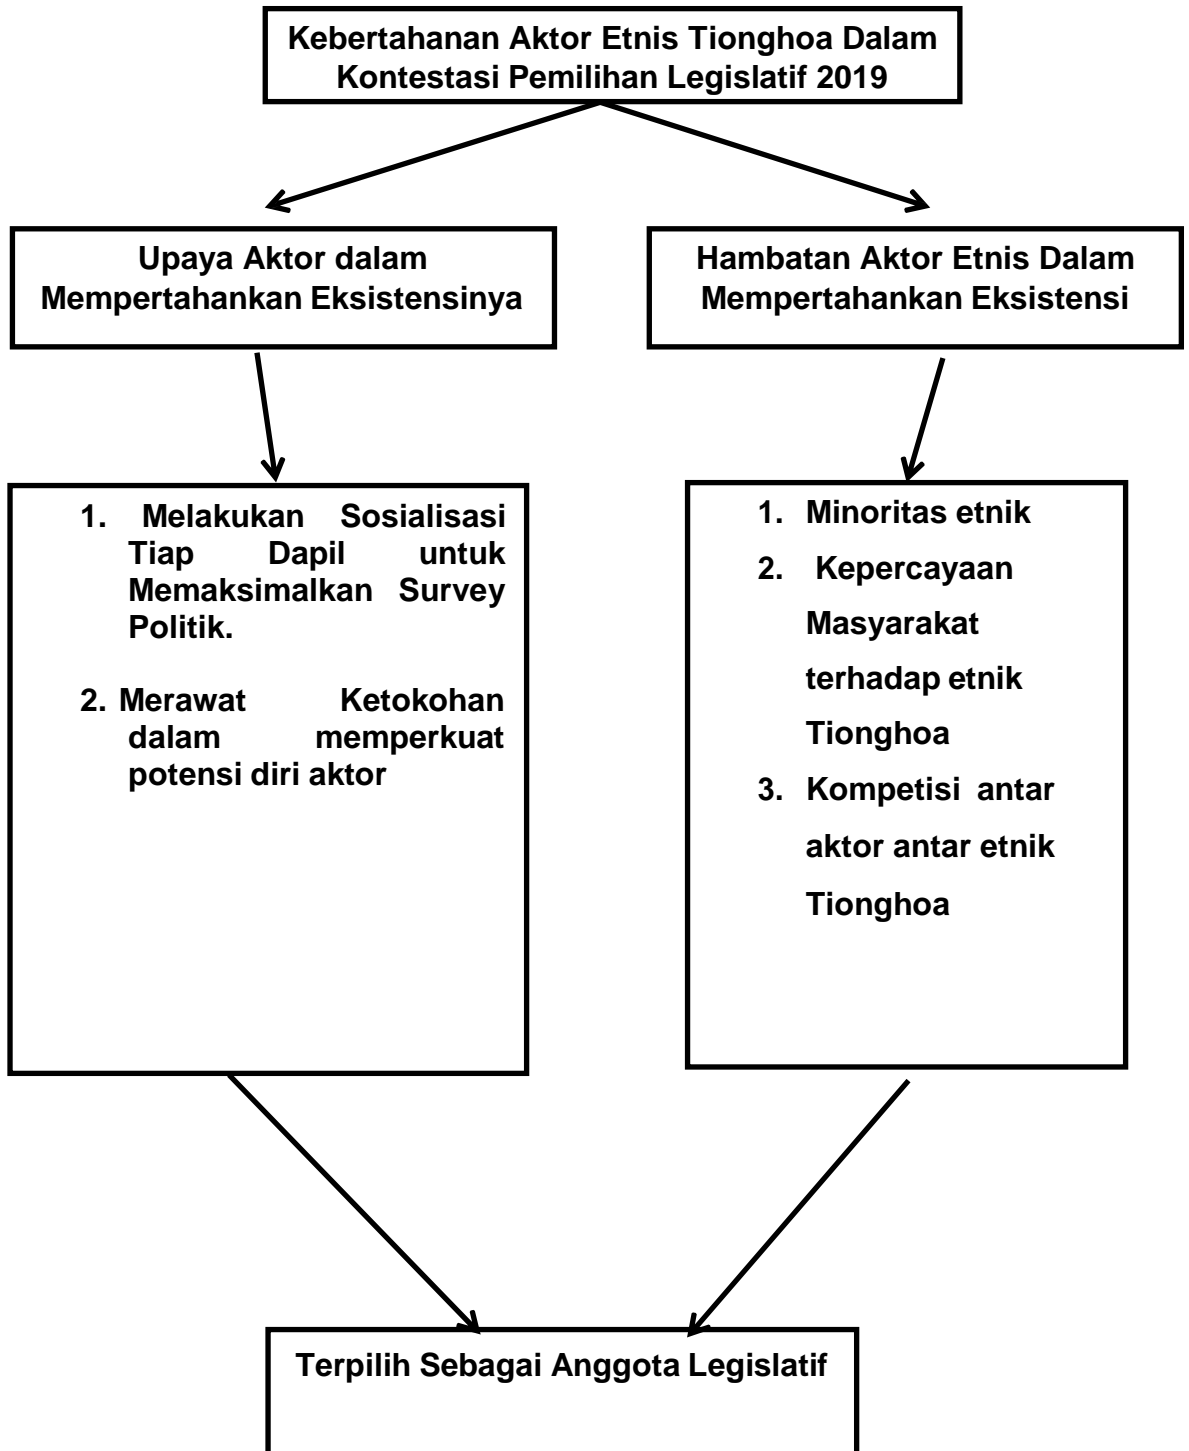 Kebertahanan Aktor Etnis Tionghoa Dalam
Kontestasi Pemilihan Legislatif 2019
Upaya Aktor dalam
Mempertahankan Eksistensinya
Hambatan Aktor Etnis Dalam
Mempertahankan Eksistensi
1. Melakukan Sosialisasi
Tiap Dapil untuk
Memaksimalkan Survey
Politik.
2. Merawat Ketokohan
dalam memperkuat
potensi diri aktor
1. Minoritas etnik
2. Kepercayaan
Masyarakat
terhadap etnik
Tionghoa
3. Kompetisi antar
aktor antar etnik
Tionghoa
Terpilih Sebagai Anggota Legislatif